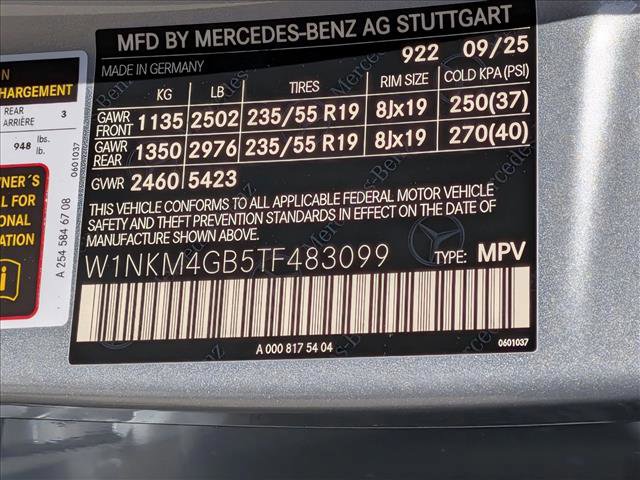 MFD BY MERCEDES-BENZ AG STUTTGART
MADE IN GERMANY 922 09/25
KG LB TIRES RIM SIZE COLD KPA (PSI)
GAWR FRONT 1135 2502 235/55 R19 8Jx19 250(37)
GAWR REAR 1350 2976 235/55 R19 8Jx19 270(40)
GVWR 2460 5423
THIS VEHICLE CONFORMS TO ALL APPLICABLE FEDERAL MOTOR VEHICLE
SAFETY AND THEFT PREVENTION STANDARDS IN EFFECT ON THE DATE OF
MANUFACTURE SHOWN ABOVE.
W1NKM4GB5TF483099 TYPE: MPV
A 000 817 54 04
0601037
CHARGEMENT
REAR
ARRIÈRE 3
948 lbs.
lb.
0601037
A 254 584 67 08